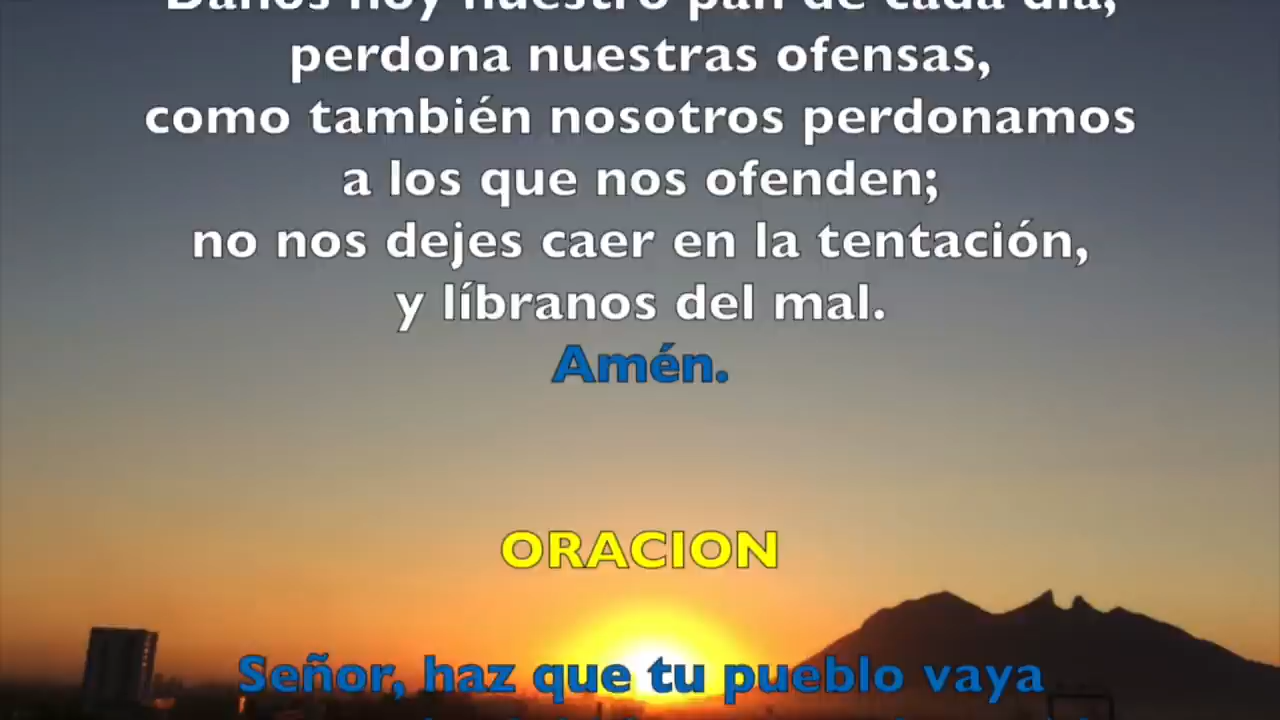 Danos hoy nuestro pan de cada día,
perdona nuestras ofensas,
como también nosotros perdonamos
a los que nos ofenden;
no nos dejes caer en la tentación,
y líbranos del mal.
Amén.
ORACION
Señor, haz que tu pueblo vaya